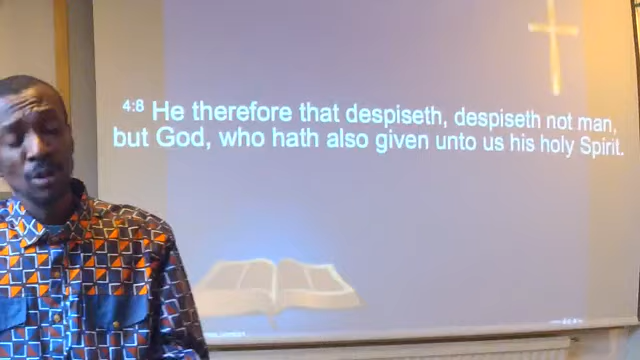 4:8 He therefore that despiseth, despiseth not man,
but God, who hath also given unto us his holy Spirit.